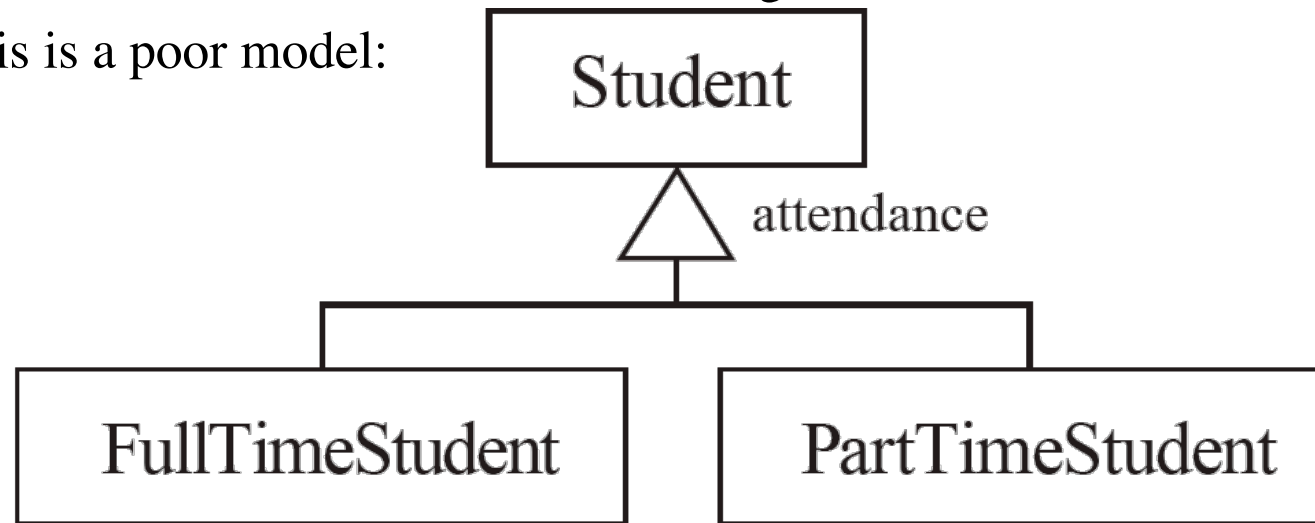 is is a poor model:
Student
attendance
FullTimeStudent
PartTimeStudent